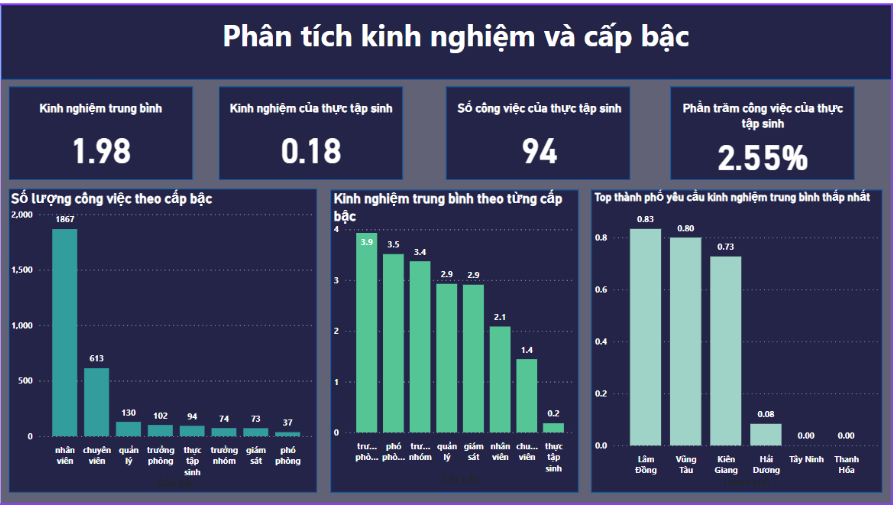 Phân tích kinh nghiệm và cấp bậc
Kinh nghiệm trung bình
1.98
Kinh nghiệm của thực tập sinh
0.18
Số công việc của thực tập sinh
94
Phần trăm công việc của thực
tập sinh
2.55%
Số lượng công việc theo cấp bậc
2,000
1,500
1,000
500
0
1867
613
130
102
94
74
73
37
nhân
viên
chuyên
viên
quản
lý
trưởng
phòng
thực
tập
sinh
trưởng
nhóm
giám
sát
phó
phòng
Kinh nghiệm trung bình theo từng cấp
bậc
4
3
2
1
0
3.9
3.5
3.4
2.9
2.9
2.1
1.4
0.2
trư...
phò...
phó
phò...
trư...
nhóm
quản
lý
giám
sát
nhân
viên
chu...
viên
thực
tập
sinh
Top thành phố yêu cầu kinh nghiệm trung bình thấp nhất
0.8
0.6
0.4
0.2
0.0
0.83
0.80
0.73
0.08
0.00
0.00
Lâm
Đồng
Vũng
Tàu
Kiên
Giang
Hải
Dương
Tây Ninh
Thanh
Hóa